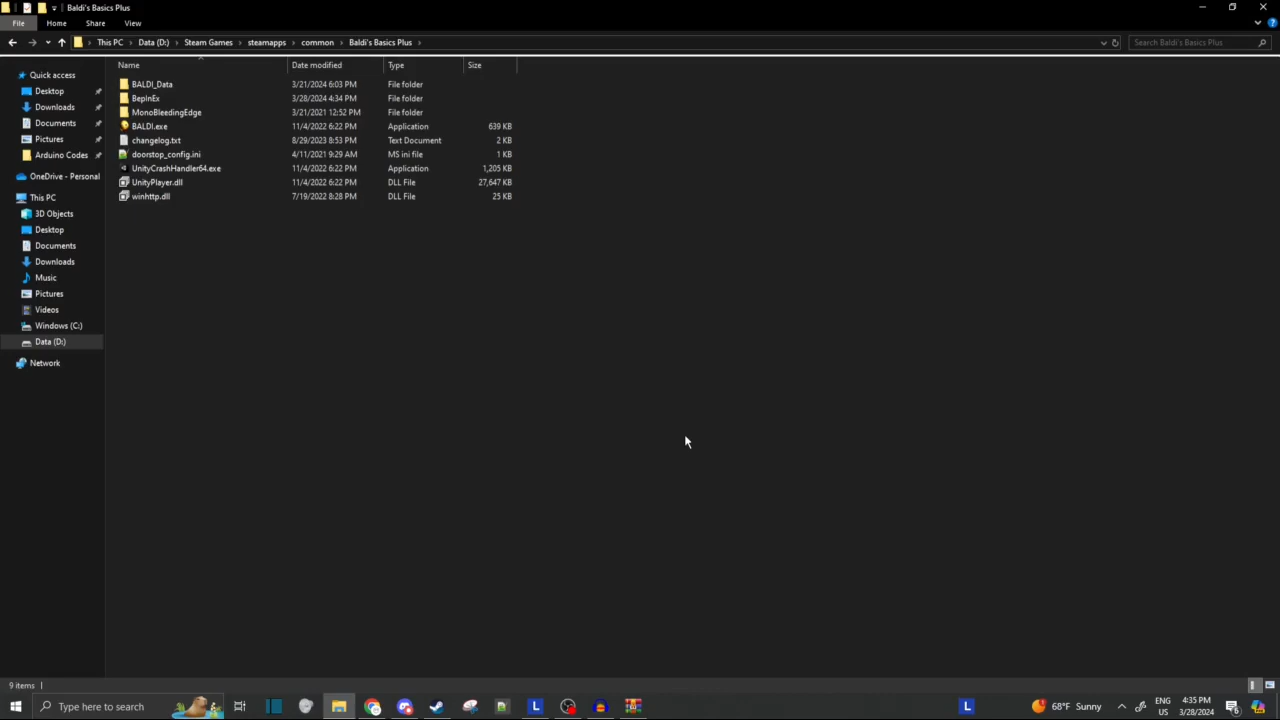 Baldi's Basics Plus
File Home Share View
This PC Data (D:) Steam Games steamapps common Baldi's Basics Plus
Search Baldi's Basics Plus
Name Date modified Type Size
BALDI_Data 3/21/2024 6:03 PM File folder
BepInEx 3/28/2024 4:34 PM File folder
MonoBleedingEdge 3/21/2021 12:52 PM File folder
BALDI.exe 11/4/2022 6:22 PM Application 639 KB
changelog.txt 8/29/2023 8:53 PM Text Document 2 KB
doorstop_config.ini 4/11/2021 9:29 AM MS ini file 1 KB
UnityCrashHandler64.exe 11/4/2022 6:22 PM Application 1,205 KB
UnityPlayer.dll 11/4/2022 6:22 PM DLL File 27,647 KB
winhttp.dll 7/19/2022 8:28 PM DLL File 25 KB
Quick access
Desktop
Downloads
Documents
Pictures
Arduino Codes
OneDrive - Personal
This PC
3D Objects
Desktop
Documents
Downloads
Music
Pictures
Videos
Windows (C:)
Data (D:)
Network
9 items
Type here to search
L
L
68°F Sunny
ENG
US
4:35 PM
3/28/2024